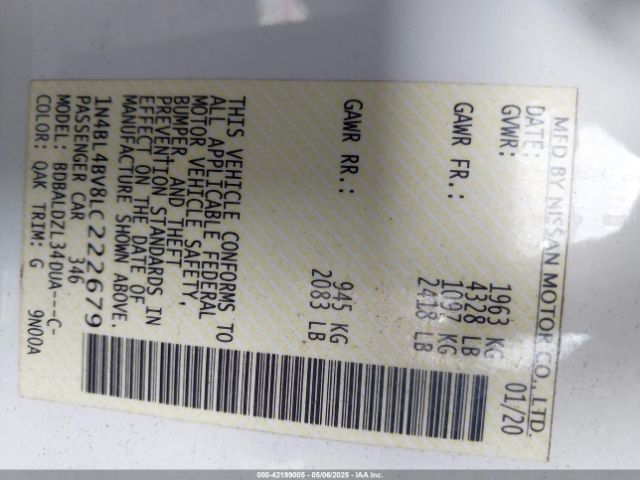 MFD BY NISSAN MOTOR CO., LTD.
DATE: 01/20
GVWR: 1963 KG
4328 LB
GAWR FR.: 1097 KG
2418 LB
GAWR RR.: 945 KG
2083 LB
THIS VEHICLE CONFORMS TO
ALL APPLICABLE FEDERAL
MOTOR VEHICLE SAFETY,
BUMPER, AND THEFT
PREVENTION STANDARDS IN
EFFECT ON THE DATE OF
MANUFACTURE SHOWN ABOVE.
1N4BL4BV8LC222679
PASSENGER CAR 346
MODEL: BDBALDZL34DUA---C-
COLOR: QAK TRIM: G 9N00A
000-42199005 - 05/06/2025 - IAA Inc.